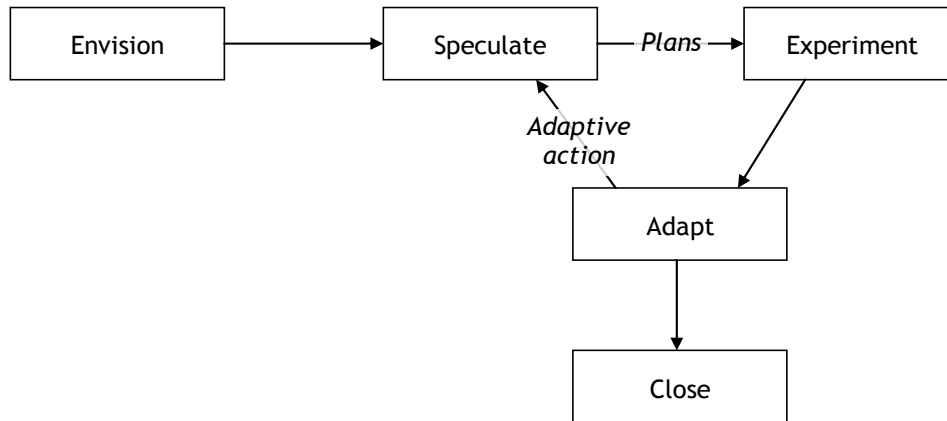 Envision
Speculate
Plans
Experiment
Adaptive
action
Adapt
Close